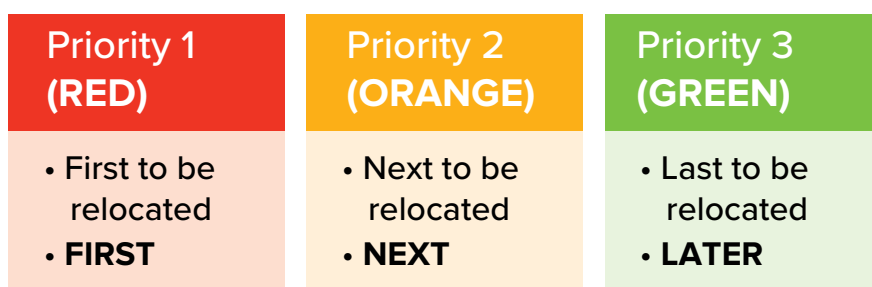 Priority 1
(RED)
• First to be
relocated
• FIRST
Priority 2
(ORANGE)
• Next to be
relocated
• NEXT
Priority 3
(GREEN)
• Last to be
relocated
• LATER